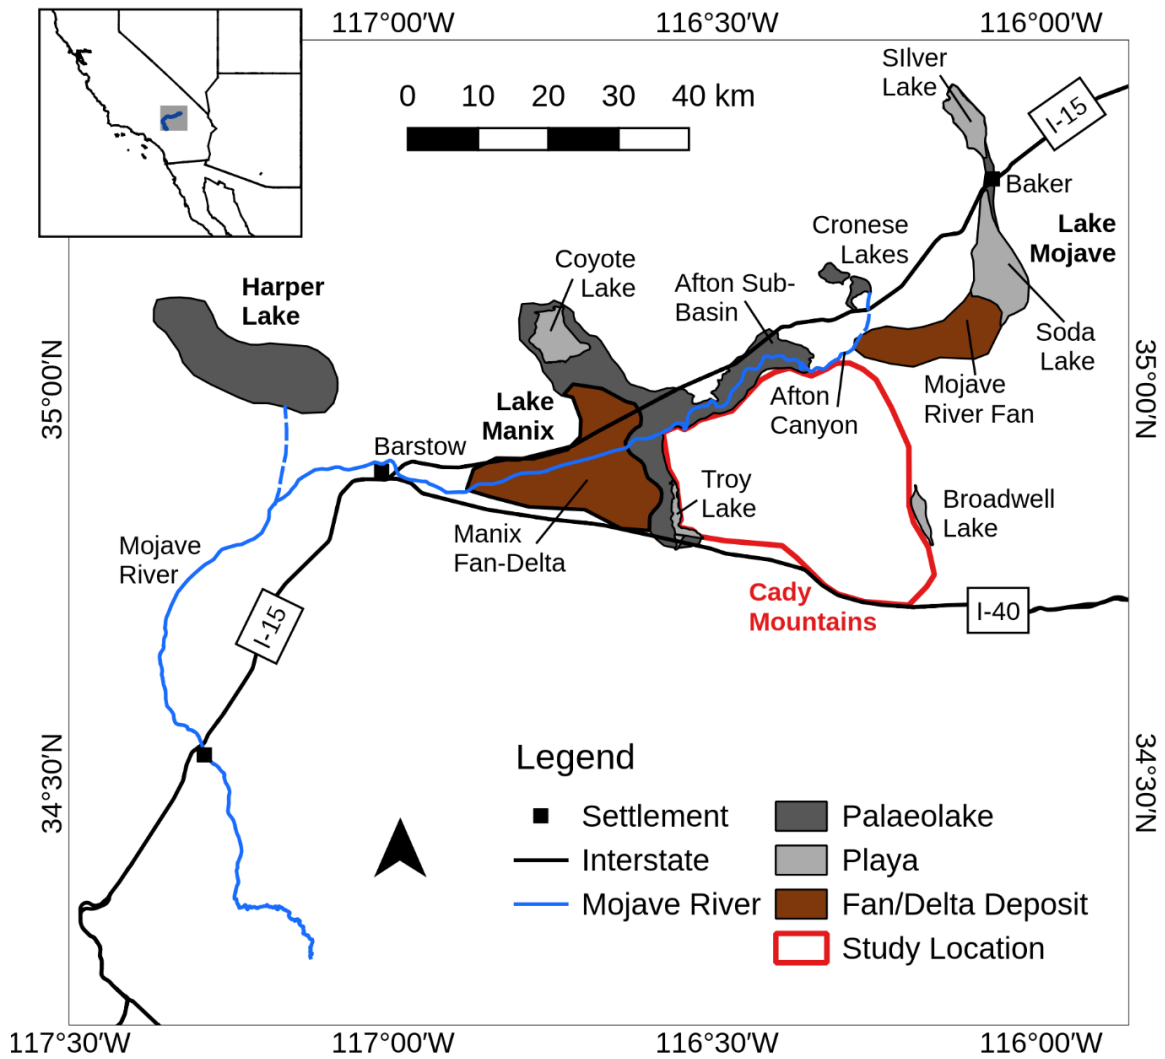 117°00′W
116°30′W
116°00′W
0 10 20 30 40 km
SIlver
Lake
I-15
Baker
Lake
Mojave
Cronese
Lakes
Coyote
Lake
Afton Sub-
Basin
Harper
Lake
Soda
Lake
35°00′N
35°00′N
Mojave
River Fan
Afton
Canyon
Lake
Manix
Barstow
Troy
Lake
Broadwell
Lake
Manix
Fan-Delta
Mojave
River
Cady
Mountains
I-40
I-15
34°30′N
34°30′N
Legend
Settlement
Interstate
Mojave River
Palaeolake
Playa
Fan/Delta Deposit
Study Location
117°30′W
117°00′W
116°30′W
116°00′W